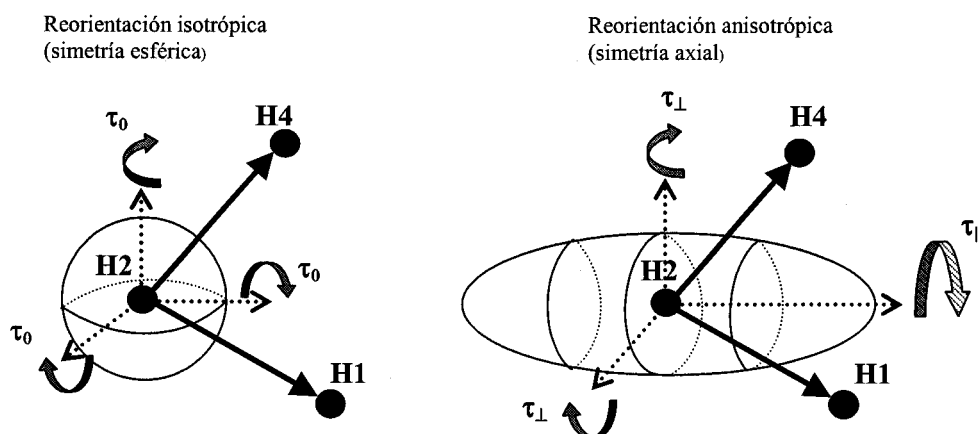 Reorientación isotrópica
(simetría esférica)
τ₀
H4
H2
τ₀
τ₀
H1
Reorientación anisotrópica
(simetría axial)
τ⊥
H4
τ||
H2
H1
τ⊥